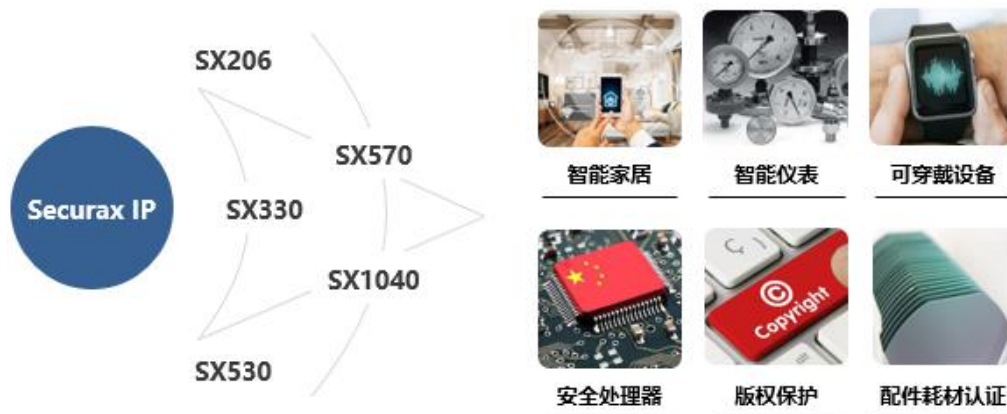 SX206
SX570
Securax IP
SX330
SX1040
SX530
智能家居
智能仪表
可穿戴设备
©
Copyright
安全处理器
版权保护
配件耗材认证